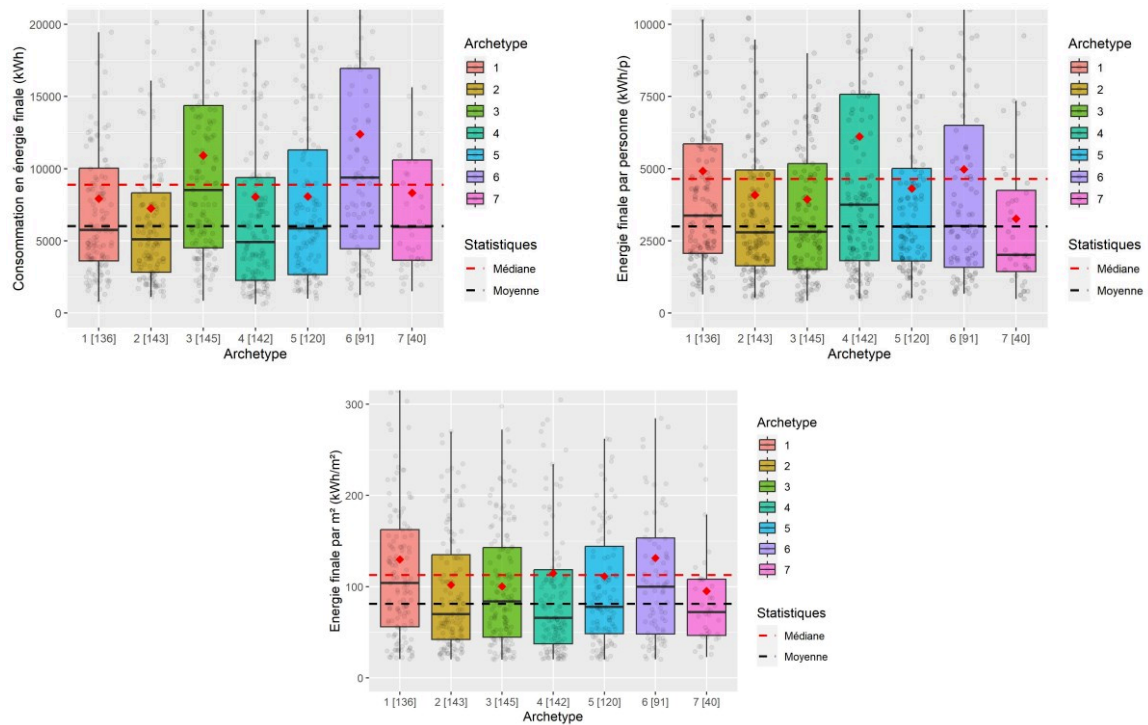 Consommation en énergie finale (kWh)
20000
15000
10000
5000
0
1 [136] 2 [143] 3 [145] 4 [142] 5 [120] 6 [91] 7 [40]
Archetype
Archetype
1
2
3
4
5
6
7
Statistiques
Médiane
Moyenne
Energie finale par personne (kWh/p)
10000
7500
5000
2500
0
1 [136] 2 [143] 3 [145] 4 [142] 5 [120] 6 [91] 7 [40]
Archetype
Archetype
1
2
3
4
5
6
7
Statistiques
Médiane
Moyenne
Energie finale par m² (kWh/m²)
300
200
100
0
1 [136] 2 [143] 3 [145] 4 [142] 5 [120] 6 [91] 7 [40]
Archetype
Archetype
1
2
3
4
5
6
7
Statistiques
Médiane
Moyenne